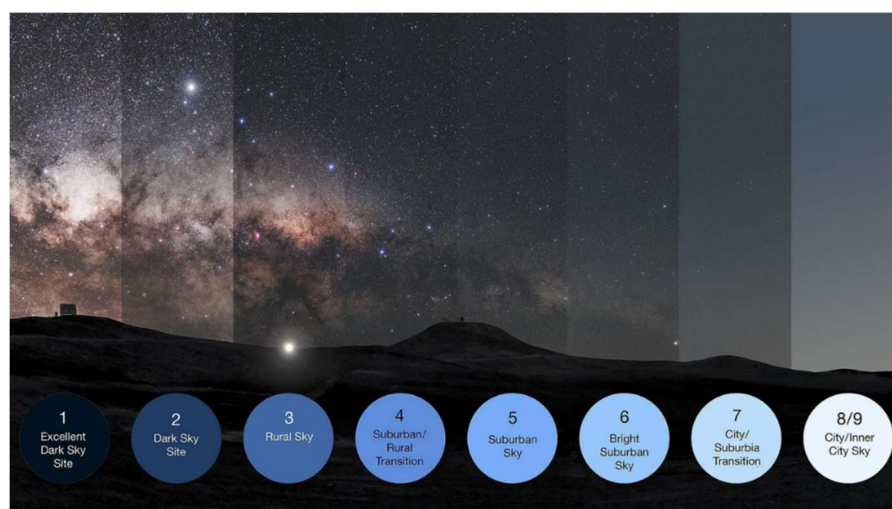 1
Excellent
Dark Sky
Site
2
Dark Sky
Site
3
Rural Sky
4
Suburban/
Rural
Transition
5
Suburban
Sky
6
Bright
Suburban
Sky
7
City/
Suburbia
Transition
8/9
City/Inner
City Sky